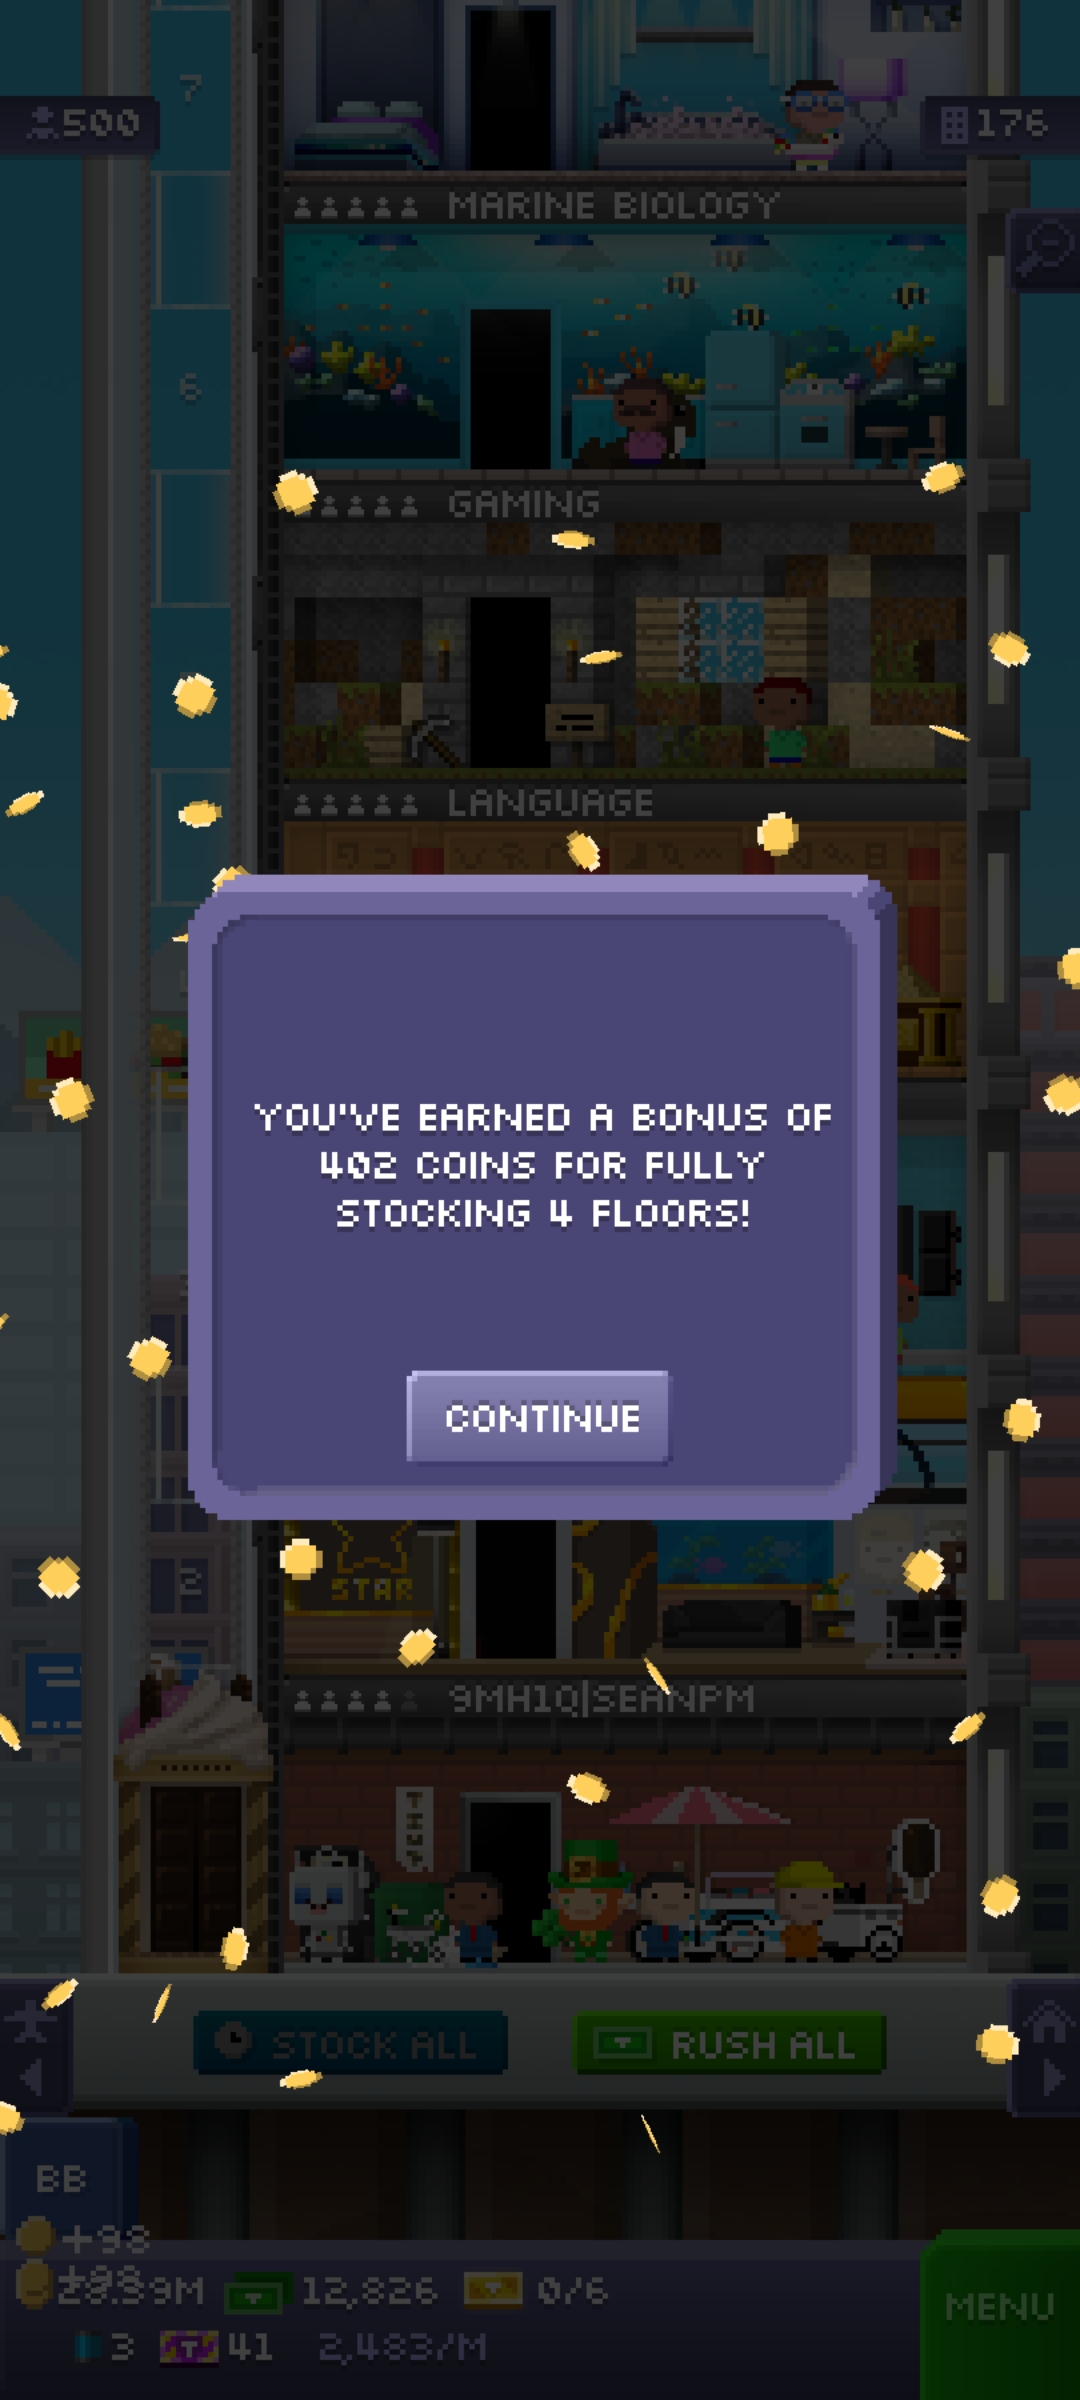 7
500
176
MARINE BIOLOGY
6
GAMING
LANGUAGE
YOU'VE EARNED A BONUS OF
402 COINS FOR FULLY
STOCKING 4 FLOORS!
CONTINUE
2
STAR
9MH1Q|SEANPM
STOCK ALL
RUSH ALL
BB
+98
12,826
0/6
MENU
3
41
2,483/M